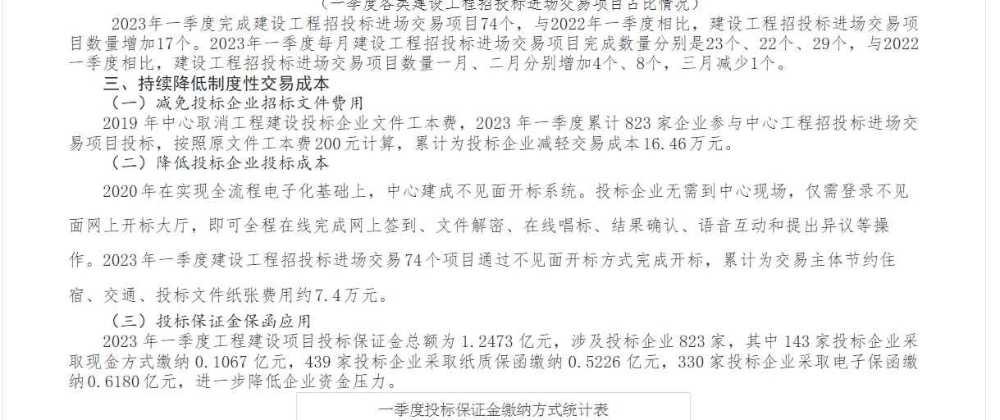 （一季度各类建设工程招投标进场交易项目占比情况）
2023年一季度完成建设工程招投标进场交易项目74个，与2022年一季度相比，建设工程招投标进场交易项
目数量增加17个。2023年一季度每月建设工程招投标进场交易项目完成数量分别是23个、22个、29个，与2022
一季度相比，建设工程招投标进场交易项目数量一月、二月分别增加4个、8个，三月减少1个。
三、持续降低制度性交易成本
（一）减免投标企业招标文件费用
2019 年中心取消工程建设投标企业文件工本费，2023 年一季度累计 823 家企业参与中心工程招投标进场交
易项目投标，按照原文件工本费200元计算，累计为投标企业减轻交易成本16.46万元。
（二）降低投标企业投标成本
2020年在实现全流程电子化基础上，中心建成不见面开标系统。投标企业无需到中心现场，仅需登录不见
面网上开标大厅，即可全程在线完成网上签到、文件解密、在线唱标、结果确认、语音互动和提出异议等操
作。2023年一季度建设工程招投标进场交易74个项目通过不见面开标方式完成开标，累计为交易主体节约住
宿、交通、投标文件纸张费用约7.4万元。
（三）投标保证金保函应用
2023 年一季度工程建设项目投标保证金总额为 1.2473 亿元，涉及投标企业 823 家，其中 143 家投标企业采
取现金方式缴纳 0.1067 亿元，439 家投标企业采取纸质保函缴纳 0.5226 亿元，330 家投标企业采取电子保函缴
纳0.6180亿元，进一步降低企业资金压力。
一季度投标保证金缴纳方式统计表